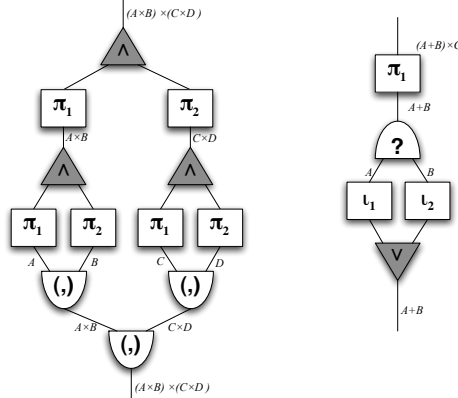 (A×B) ×(C×D)
∧
π1 π2
A×B C×D
∧ ∧
π1 π2 π1 π2
A B C D
(,) (,)
A×B C×D
(,)
(A×B) ×(C×D )
(A+B)×C
π1
A+B
?
A B
ι1 ι2
∨
A+B